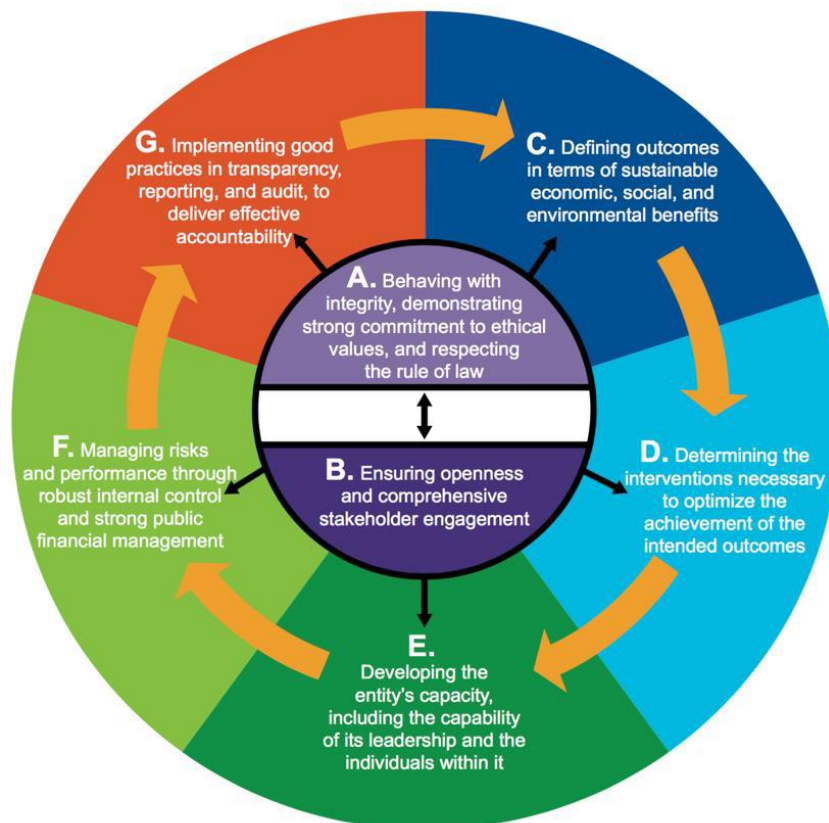 G. Implementing good
practices in transparency,
reporting, and audit, to
deliver effective
accountability
C. Defining outcomes
in terms of sustainable
economic, social, and
environmental benefits
A. Behaving with
integrity, demonstrating
strong commitment to ethical
values, and respecting
the rule of law
F. Managing risks
and performance through
robust internal control
and strong public
financial management
B. Ensuring openness
and comprehensive
stakeholder engagement
D. Determining the
interventions necessary
to optimize the
achievement of the
intended outcomes
E.
Developing the
entity's capacity,
including the capability
of its leadership and the
individuals within it